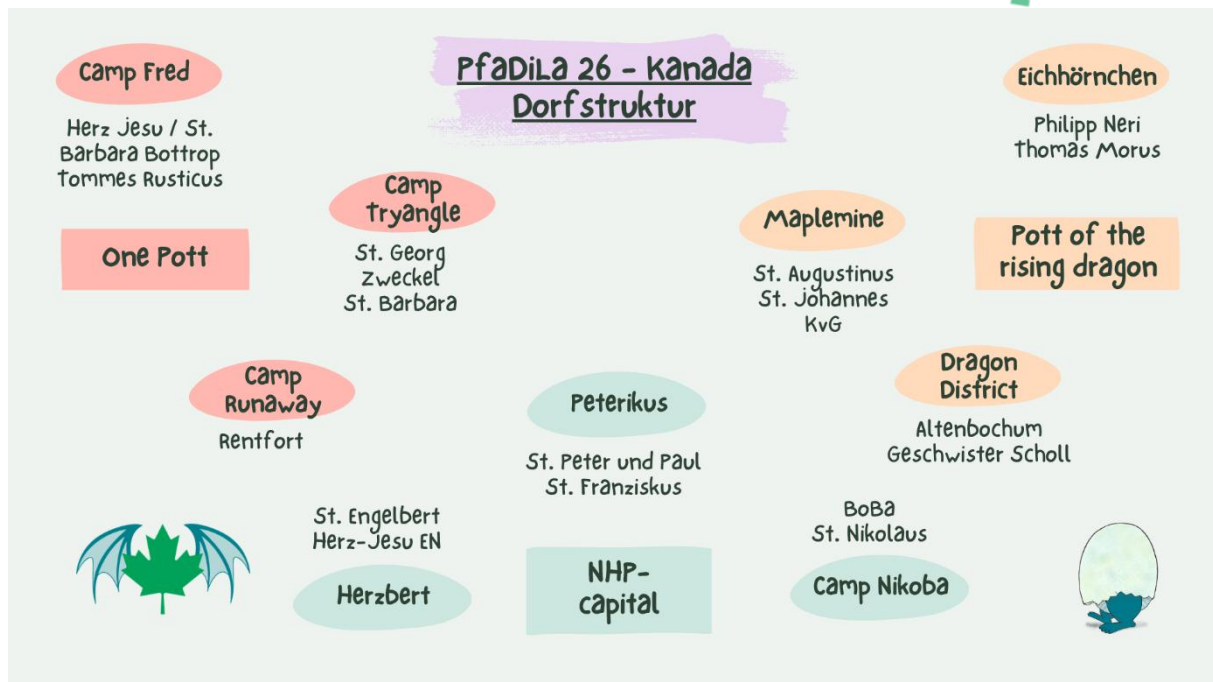 PfaDiLa 26 - Kanada
Dorfstruktur
Camp Fred
Herz Jesu / St.
Barbara Bottrop
Tommes Rusticus
One Pott
Camp
Tryangle
St. Georg
Zweckel
St. Barbara
Camp
Runaway
Rentfort
Eichhörnchen
Philipp Neri
Thomas Morus
Maplemine
St. Augustinus
St. Johannes
KvG
Pott of the
rising dragon
Dragon
District
Altenbochum
Geschwister Scholl
Peterikus
St. Peter und Paul
St. Franziskus
St. Engelbert
Herz-Jesu EN
Herzbert
NHP-
capital
BoBa
St. Nikolaus
Camp Nikoba